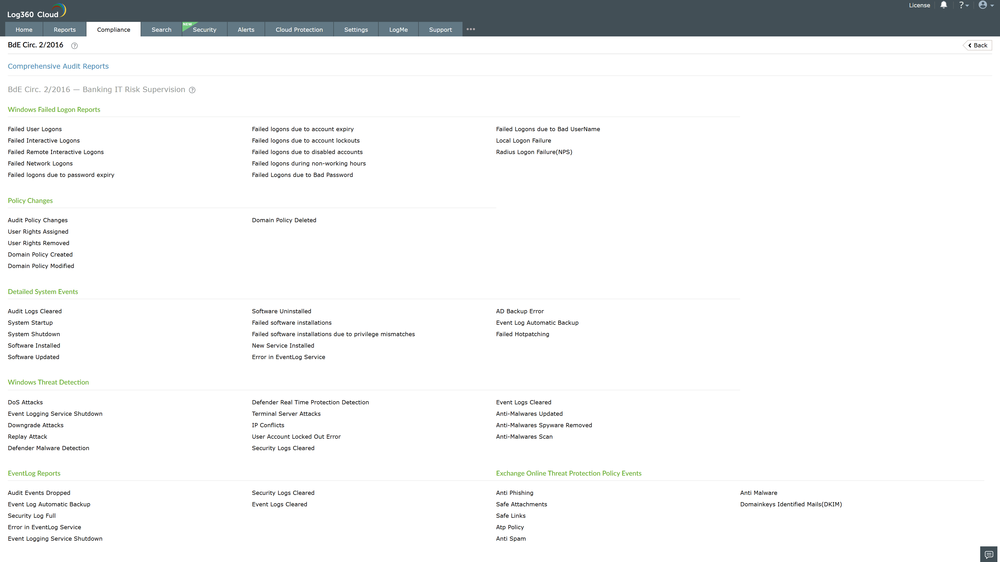 Log360 Cloud
License
?
Home
Reports
Compliance
Search
NEW
Security
Alerts
Cloud Protection
Settings
LogMe
Support
BdE Circ. 2/2016 ?
Back
Comprehensive Audit Reports
BdE Circ. 2/2016 — Banking IT Risk Supervision ?
Windows Failed Logon Reports
Failed User Logons
Failed Interactive Logons
Failed Remote Interactive Logons
Failed Network Logons
Failed logons due to password expiry
Failed logons due to account expiry
Failed logons due to account lockouts
Failed logons due to disabled accounts
Failed logons during non-working hours
Failed Logons due to Bad Password
Failed Logons due to Bad UserName
Local Logon Failure
Radius Logon Failure(NPS)
Policy Changes
Audit Policy Changes
User Rights Assigned
User Rights Removed
Domain Policy Created
Domain Policy Modified
Domain Policy Deleted
Detailed System Events
Audit Logs Cleared
System Startup
System Shutdown
Software Installed
Software Updated
Software Uninstalled
Failed software installations
Failed software installations due to privilege mismatches
New Service Installed
Error in EventLog Service
AD Backup Error
Event Log Automatic Backup
Failed Hotpatching
Windows Threat Detection
DoS Attacks
Event Logging Service Shutdown
Downgrade Attacks
Replay Attack
Defender Malware Detection
Defender Real Time Protection Detection
Terminal Server Attacks
IP Conflicts
User Account Locked Out Error
Security Logs Cleared
Event Logs Cleared
Anti-Malwares Updated
Anti-Malwares Spyware Removed
Anti-Malwares Scan
EventLog Reports
Audit Events Dropped
Event Log Automatic Backup
Security Log Full
Error in EventLog Service
Event Logging Service Shutdown
Security Logs Cleared
Event Logs Cleared
Exchange Online Threat Protection Policy Events
Anti Phishing
Safe Attachments
Safe Links
Atp Policy
Anti Spam
Anti Malware
Domainkeys Identified Mails(DKIM)